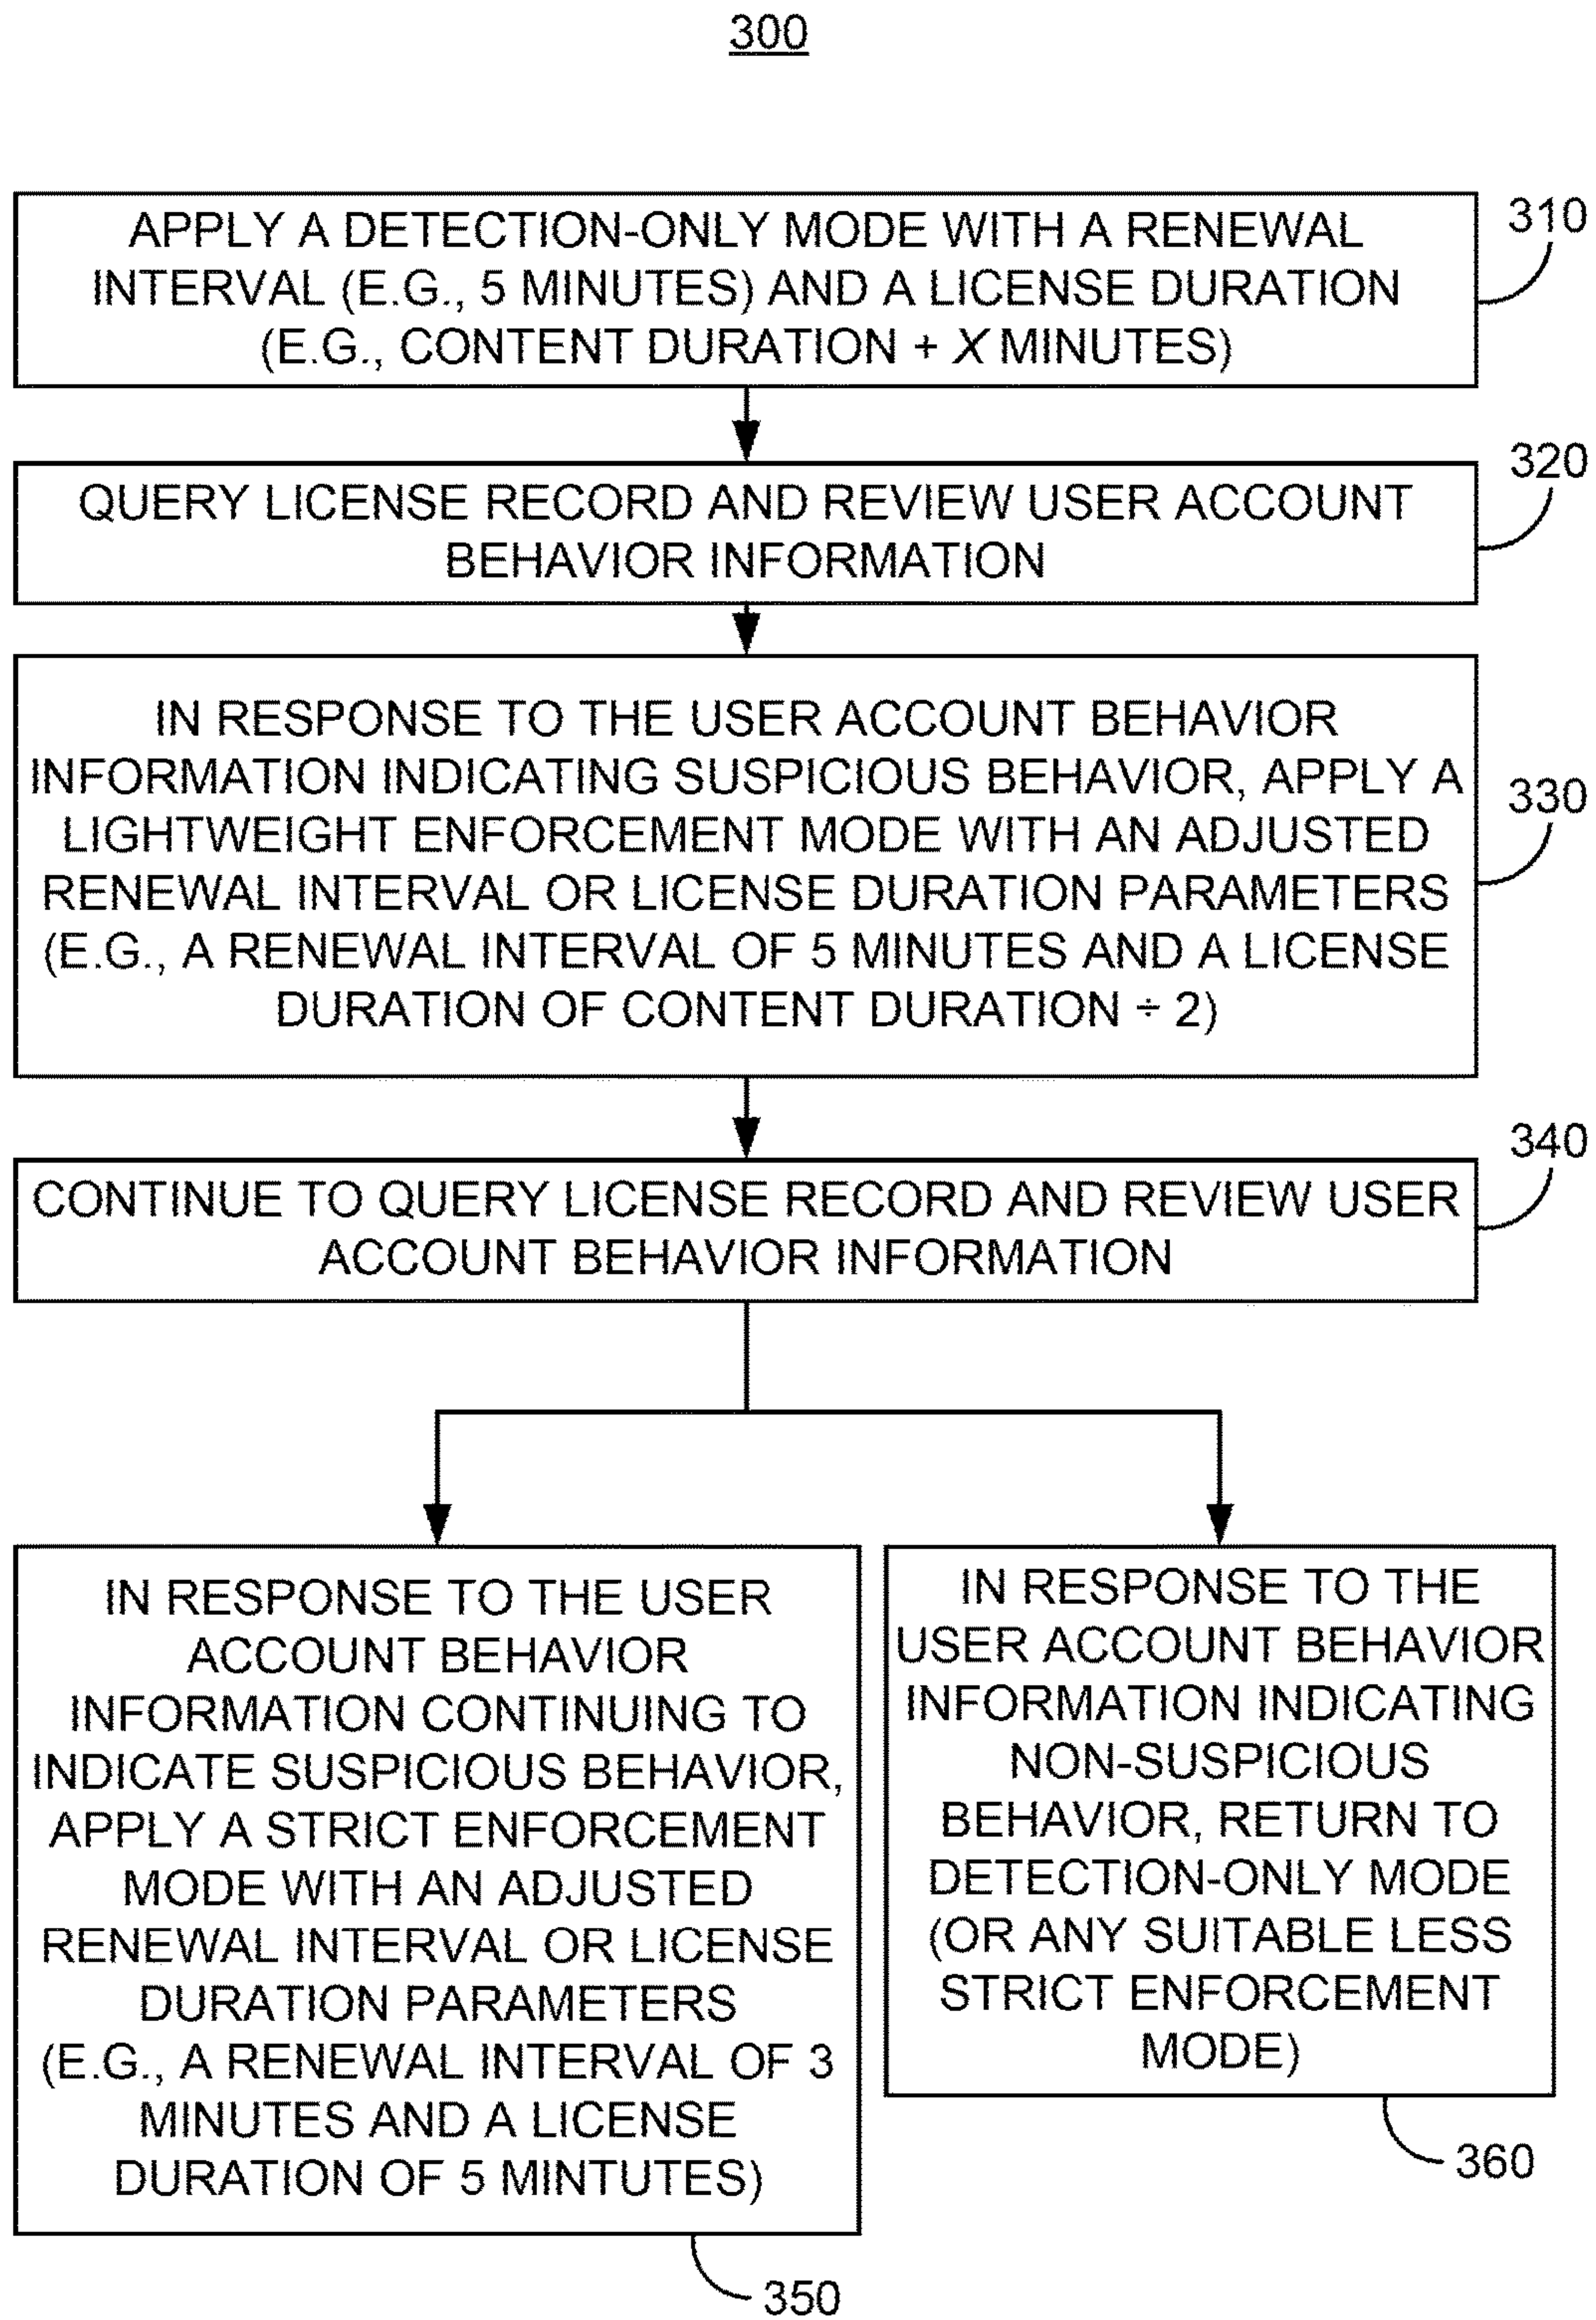 300
APPLY A DETECTION-ONLY MODE WITH A RENEWAL
INTERVAL (E.G., 5 MINUTES) AND A LICENSE DURATION
(E.G., CONTENT DURATION + X MINUTES)
310
QUERY LICENSE RECORD AND REVIEW USER ACCOUNT
BEHAVIOR INFORMATION
320
IN RESPONSE TO THE USER ACCOUNT BEHAVIOR
INFORMATION INDICATING SUSPICIOUS BEHAVIOR, APPLY A
LIGHTWEIGHT ENFORCEMENT MODE WITH AN ADJUSTED
RENEWAL INTERVAL OR LICENSE DURATION PARAMETERS
(E.G., A RENEWAL INTERVAL OF 5 MINUTES AND A LICENSE
DURATION OF CONTENT DURATION ÷ 2)
330
CONTINUE TO QUERY LICENSE RECORD AND REVIEW USER
ACCOUNT BEHAVIOR INFORMATION
340
IN RESPONSE TO THE USER
ACCOUNT BEHAVIOR
INFORMATION CONTINUING TO
INDICATE SUSPICIOUS BEHAVIOR,
APPLY A STRICT ENFORCEMENT
MODE WITH AN ADJUSTED
RENEWAL INTERVAL OR LICENSE
DURATION PARAMETERS
(E.G., A RENEWAL INTERVAL OF 3
MINUTES AND A LICENSE
DURATION OF 5 MINTUTES)
350
IN RESPONSE TO THE
USER ACCOUNT BEHAVIOR
INFORMATION INDICATING
NON-SUSPICIOUS
BEHAVIOR, RETURN TO
DETECTION-ONLY MODE
(OR ANY SUITABLE LESS
STRICT ENFORCEMENT
MODE)
360